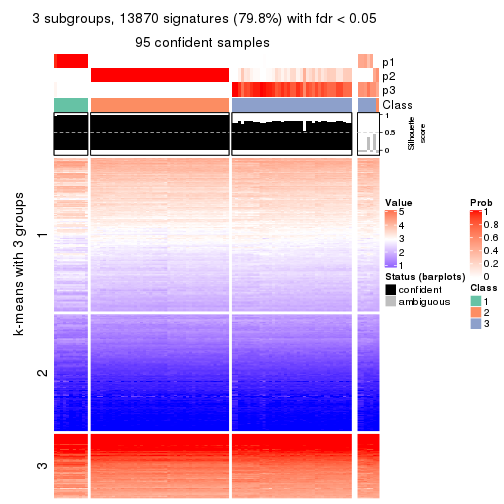 3 subgroups, 13870 signatures (79.8%) with fdr < 0.05
95 confident samples
p1
p2
p3
Class
1
0.5
0
Silhouette
score
k-means with 3 groups
1
2
3
Value
5
4
3
2
1
Status (barplots)
confident
ambiguous
Prob
1
0.8
0.6
0.4
0.2
0
Class
1
2
3